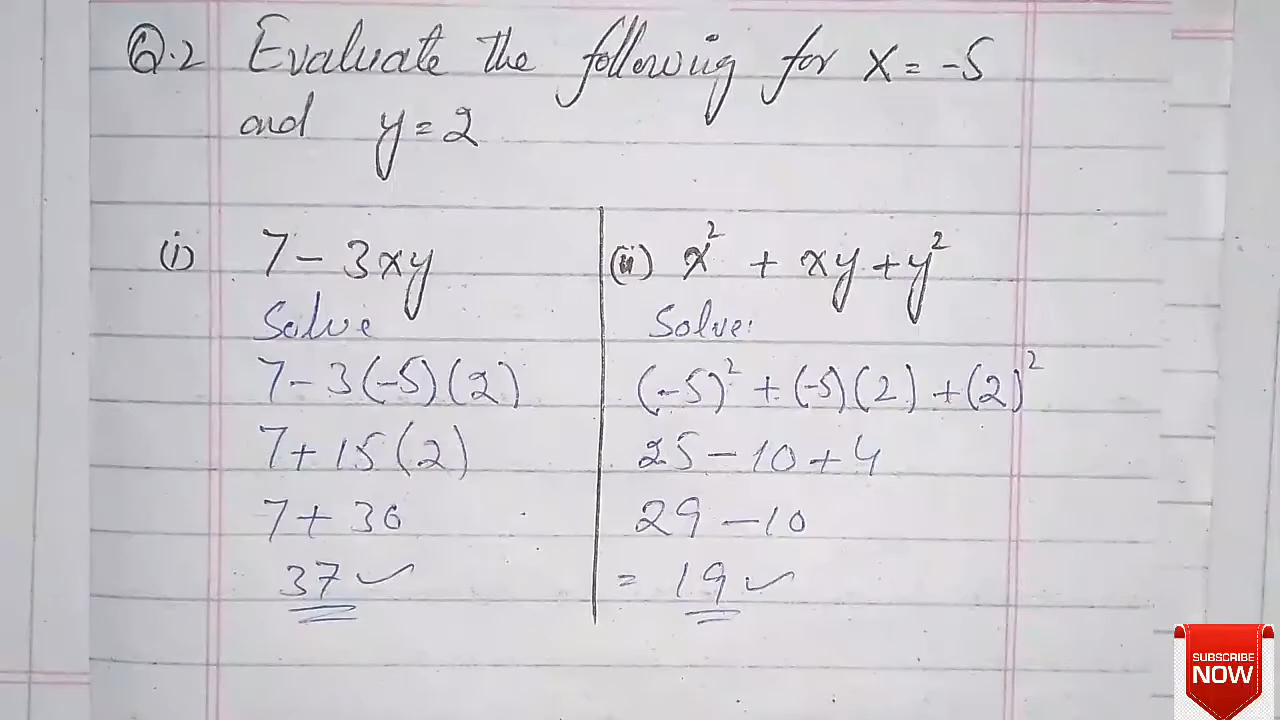 Q.2 Evaluate the following for x = -5
and y = 2
(i) 7 - 3xy
Solve
7 - 3(-5)(2)
7 + 15(2)
7 + 30
37 ✓
(ii) x² + xy + y²
Solve:
(-5)² + (-5)(2) + (2)²
25 - 10 + 4
29 - 10
= 19 ✓
SUBSCRIBE
NOW